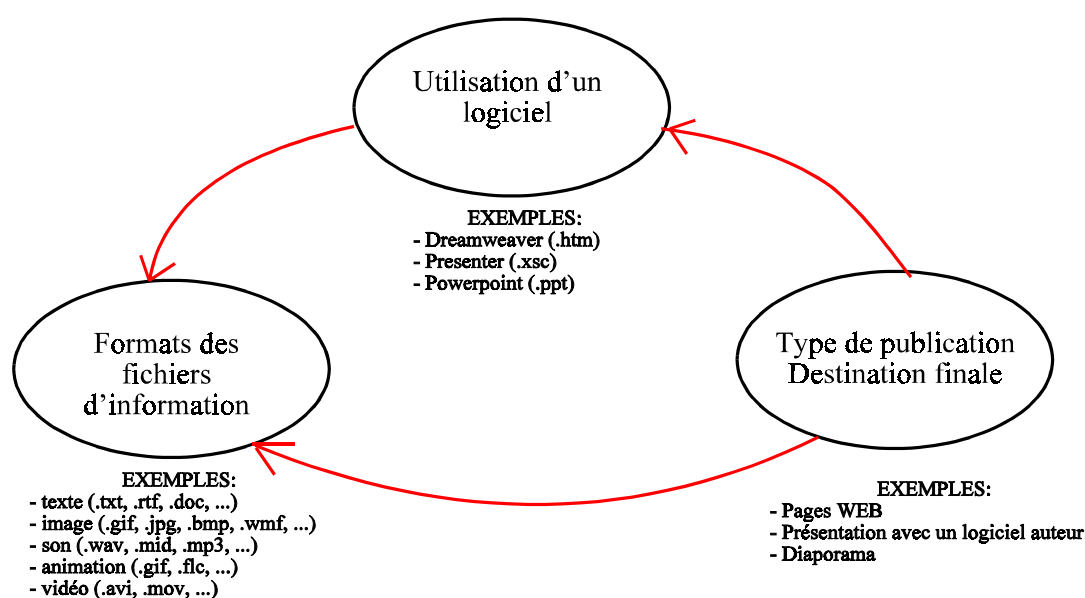 Utilisation d'un
logiciel
EXEMPLES:
- Dreamweaver (.htm)
- Presenter (.xsc)
- Powerpoint (.ppt)
Formats des
fichiers
d'information
EXEMPLES:
- texte (.txt, .rtf, .doc, ...)
- image (.gif, .jpg, .bmp, .wmf, ...)
- son (.wav, .mid, .mp3, ...)
- animation (.gif, .flc, ...)
- vidéo (.avi, .mov, ...)
Type de publication
Destination finale
EXEMPLES:
- Pages WEB
- Présentation avec un logiciel auteur
- Diaporama